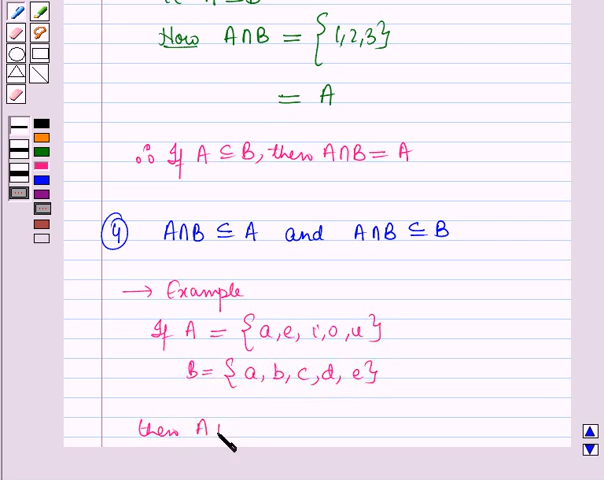 Now A∩B = {1,2,3}
= A
∴ If A ⊆ B, then A∩B = A
④ A∩B ⊆ A and A∩B ⊆ B
→ Example
If A = {a, e, i, o, u}
B = {a, b, c, d, e}
then A